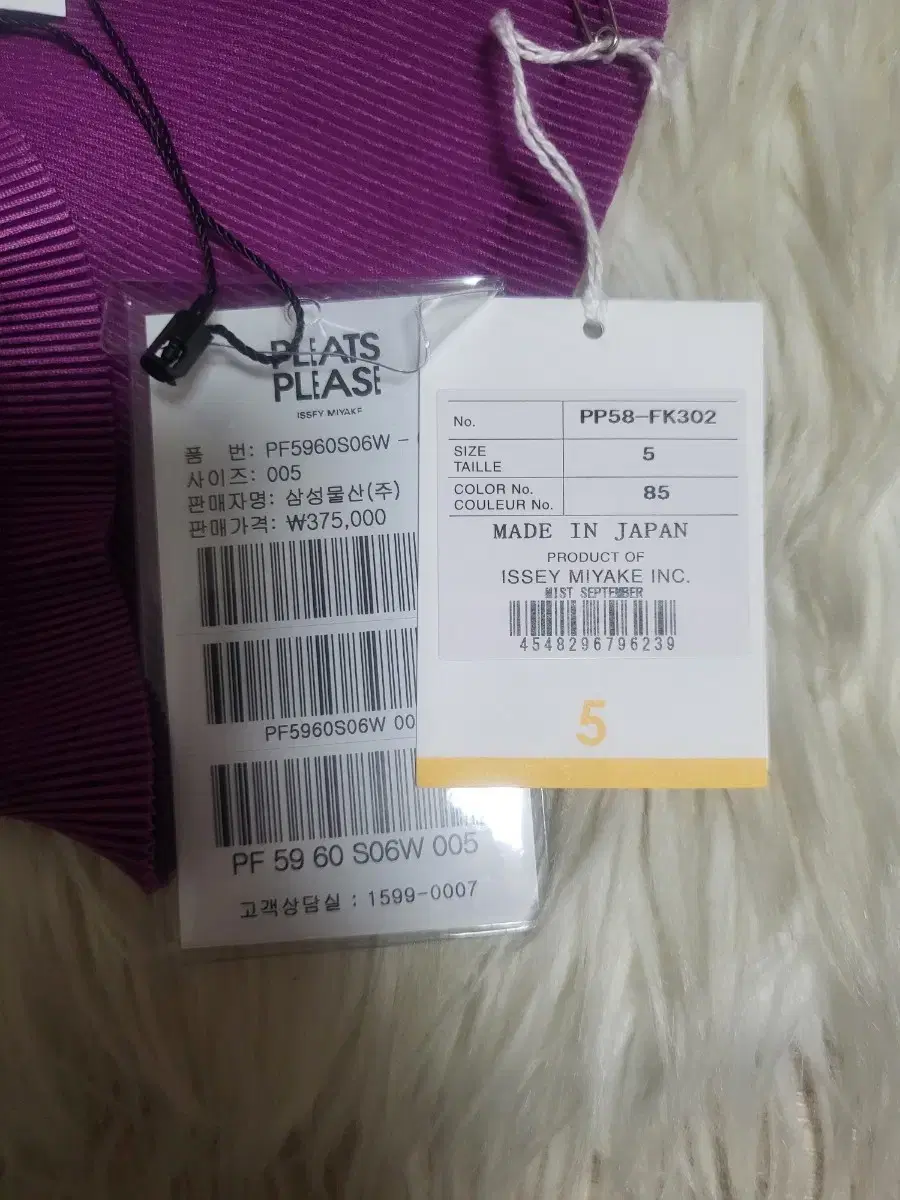 PLEATS
PLEASE
ISSEY MIYAKE
품 번: PF5960S06W -
사이즈: 005
판매자명: 삼성물산(주)
판매가격: ₩375,000
PF5960S06W 00
PF 59 60 S06W 005
고객상담실 : 1599-0007
No. PP58-FK302
SIZE
TAILLE 5
COLOR No.
COULEUR No. 85
MADE IN JAPAN
PRODUCT OF
ISSEY MIYAKE INC.
MIST SEPTEMBER
4548296796239
5